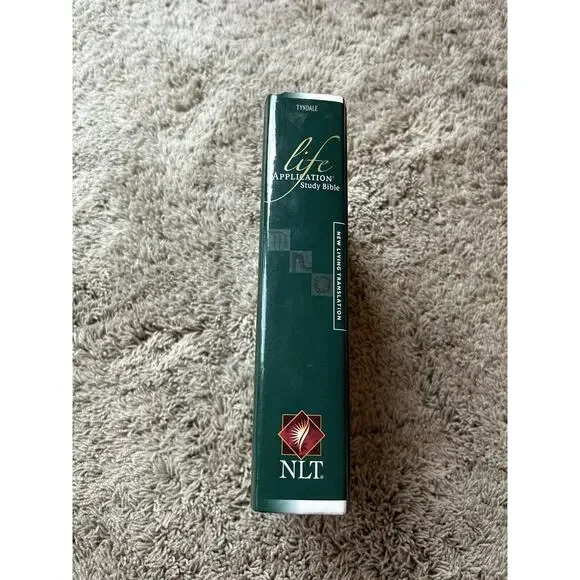 TYNDALE
life
APPLICATION®
Study Bible
NEW LIVING TRANSLATION
NLT®